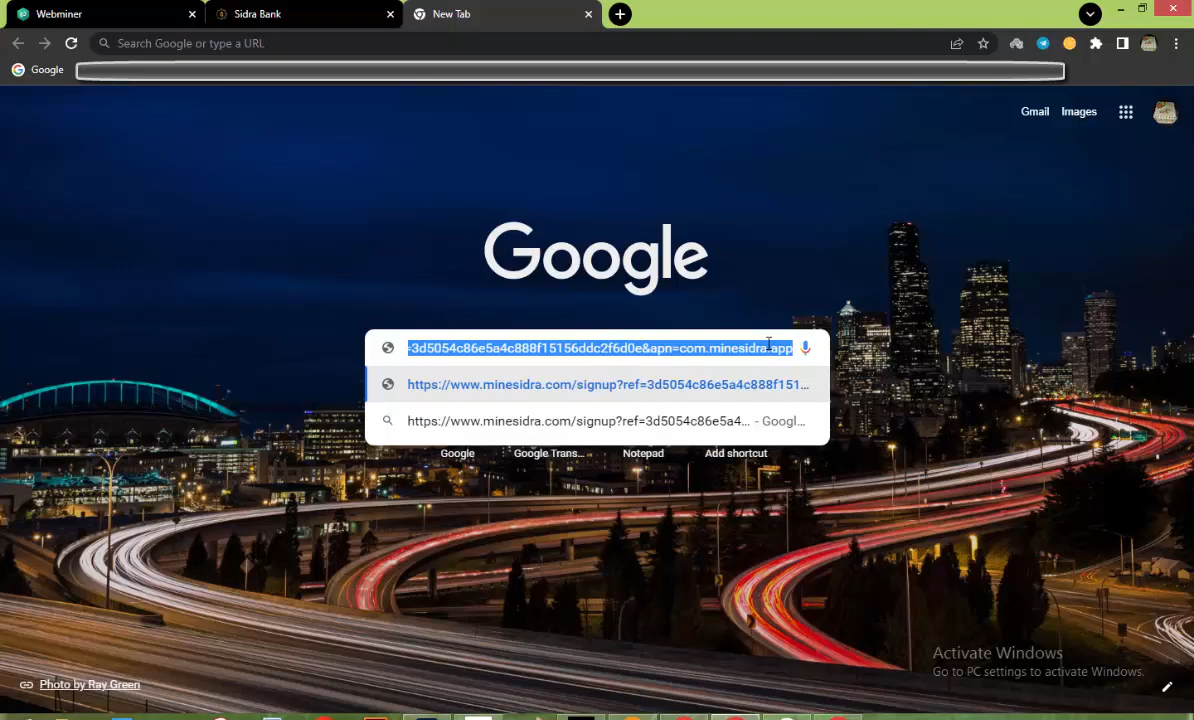 Webminer
Sidra Bank
New Tab
Search Google or type a URL
Google
Gmail Images
Google
=3d5054c86e5a4c888f15156ddc2f6d0e&apn=com.minesidra.app
https://www.minesidra.com/signup?ref=3d5054c86e5a4c888f151...
https://www.minesidra.com/signup?ref=3d5054c86e5a4... - Googl...
Google Google Trans... Notepad Add shortcut
Activate Windows
Go to PC settings to activate Windows.
Photo by Ray Green